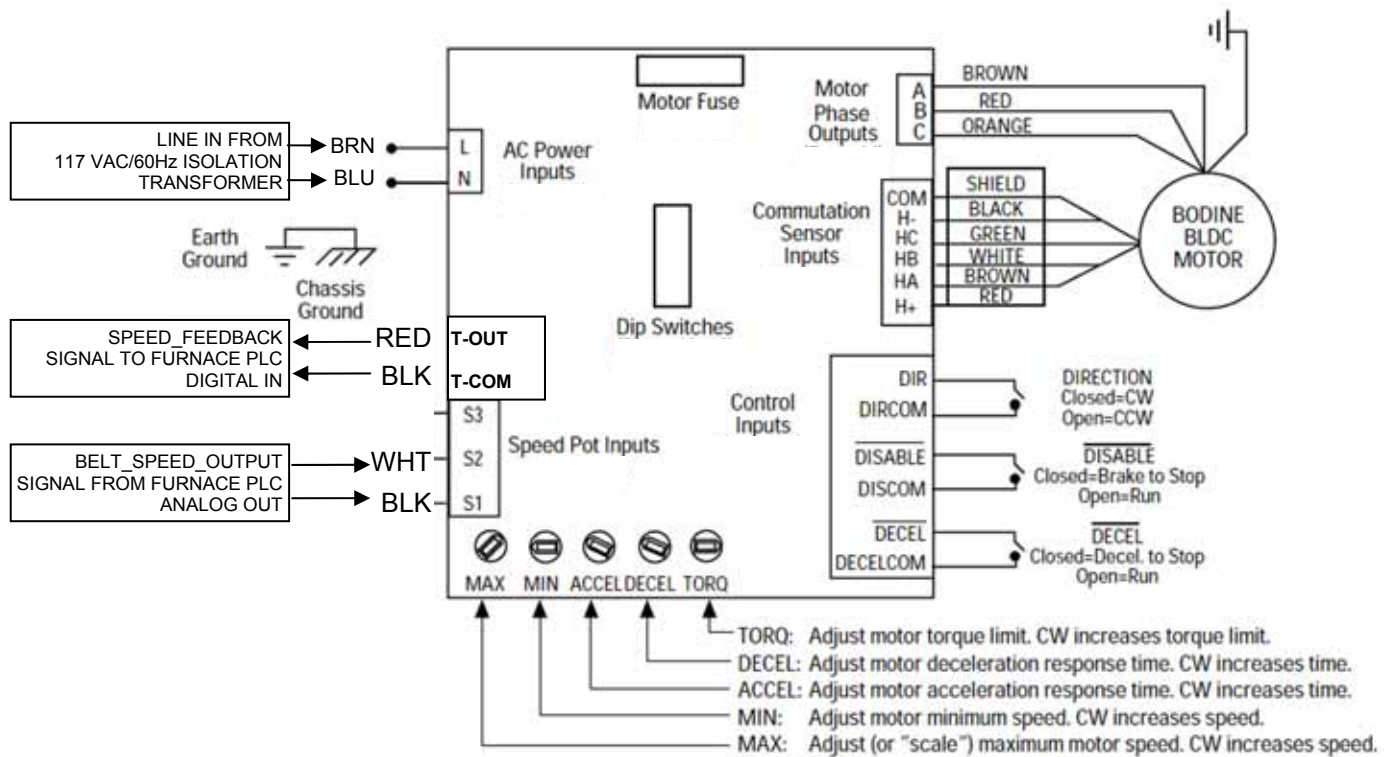 LINE IN FROM
117 VAC/60Hz ISOLATION
TRANSFORMER
BRN
BLU
L
N
AC Power
Inputs
Motor Fuse
Motor
Phase
Outputs
A
B
C
BROWN
RED
ORANGE
Earth
Ground
Chassis
Ground
Dip Switches
Commutation
Sensor
Inputs
COM
H-
HC
HB
HA
H+
SHIELD
BLACK
GREEN
WHITE
BROWN
RED
BODINE
BLDC
MOTOR
SPEED_FEEDBACK
SIGNAL TO FURNACE PLC
DIGITAL IN
RED
BLK
T-OUT
T-COM
S3
S2
S1
Speed Pot Inputs
BELT_SPEED_OUTPUT
SIGNAL FROM FURNACE PLC
ANALOG OUT
WHT
BLK
Control
Inputs
DIR
DIRCOM
DISABLE
DISCOM
DECEL
DECELCOM
DIRECTION
Closed=CW
Open=CCW
DISABLE
Closed=Brake to Stop
Open=Run
DECEL
Closed=Decel. to Stop
Open=Run
MAX MIN ACCEL DECEL TORQ
TORQ: Adjust motor torque limit. CW increases torque limit.
DECEL: Adjust motor deceleration response time. CW increases time.
ACCEL: Adjust motor acceleration response time. CW increases time.
MIN: Adjust motor minimum speed. CW increases speed.
MAX: Adjust (or "scale") maximum motor speed. CW increases speed.